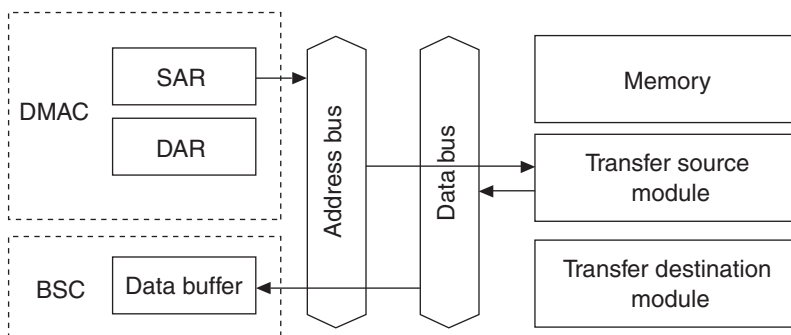 DMAC
SAR
DAR
Address bus
Data bus
Memory
Transfer source
module
BSC
Data buffer
Transfer destination
module